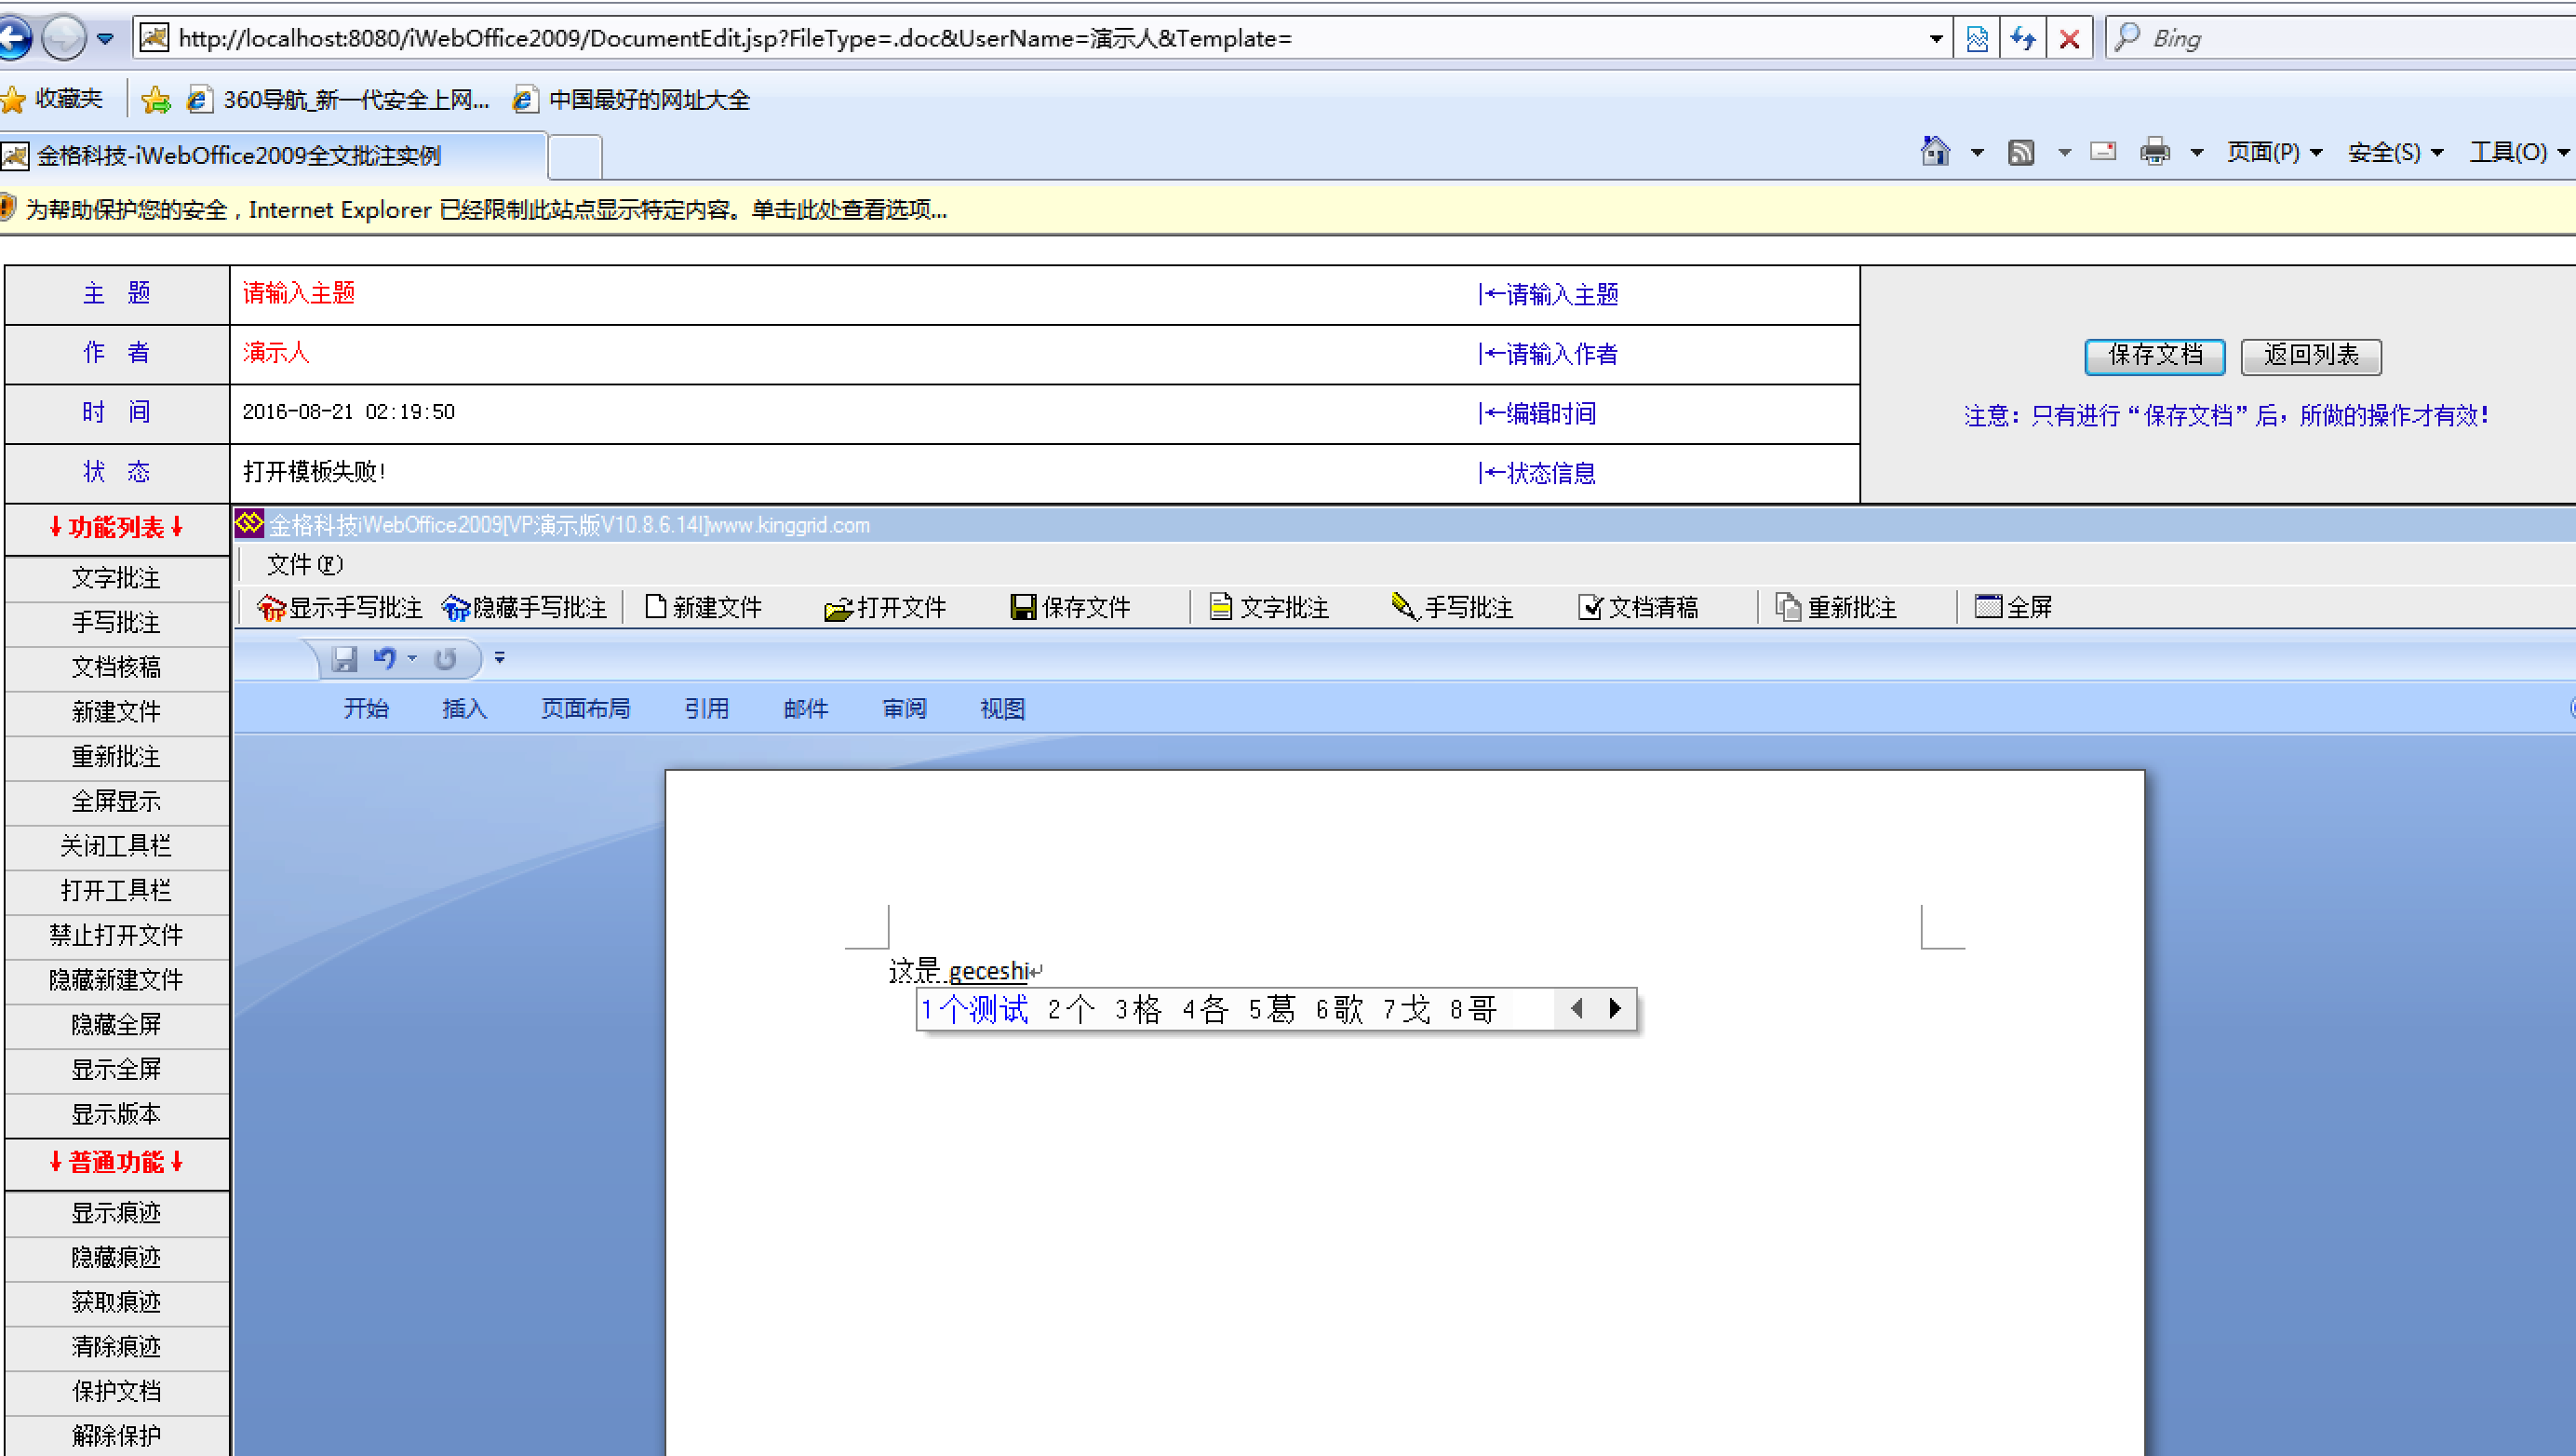 http://localhost:8080/iWebOffice2009/DocumentEdit.jsp?FileType=.doc&UserName=演示人&Template=
Bing
收藏夹 360导航_新一代安全上网... 中国最好的网址大全
金格科技-iWebOffice2009全文批注实例
页面(P) 安全(S) 工具(O)
为帮助保护您的安全，Internet Explorer 已经限制此站点显示特定内容。单击此处查看选项...
主 题 请输入主题 |←请输入主题
作 者 演示人 |←请输入作者
保存文档 返回列表
时 间 2016-08-21 02:19:50 |←编辑时间
注意：只有进行“保存文档”后，所做的操作才有效!
状 态 打开模板失败! |←状态信息
↓功能列表↓
金格科技iWebOffice2009[VP演示版V10.8.6.14I]www.kinggrid.com
文件(F)
显示手写批注 隐藏手写批注 新建文件 打开文件 保存文件 文字批注 手写批注 文档清稿 重新批注 全屏
开始 插入 页面布局 引用 邮件 审阅 视图
这是 geceshi
1个测试 2个 3格 4各 5葛 6歌 7戈 8哥
文字批注
手写批注
文档核稿
新建文件
重新批注
全屏显示
关闭工具栏
打开工具栏
禁止打开文件
隐藏新建文件
隐藏全屏
显示全屏
显示版本
↓普通功能↓
显示痕迹
隐藏痕迹
获取痕迹
清除痕迹
保护文档
解除保护